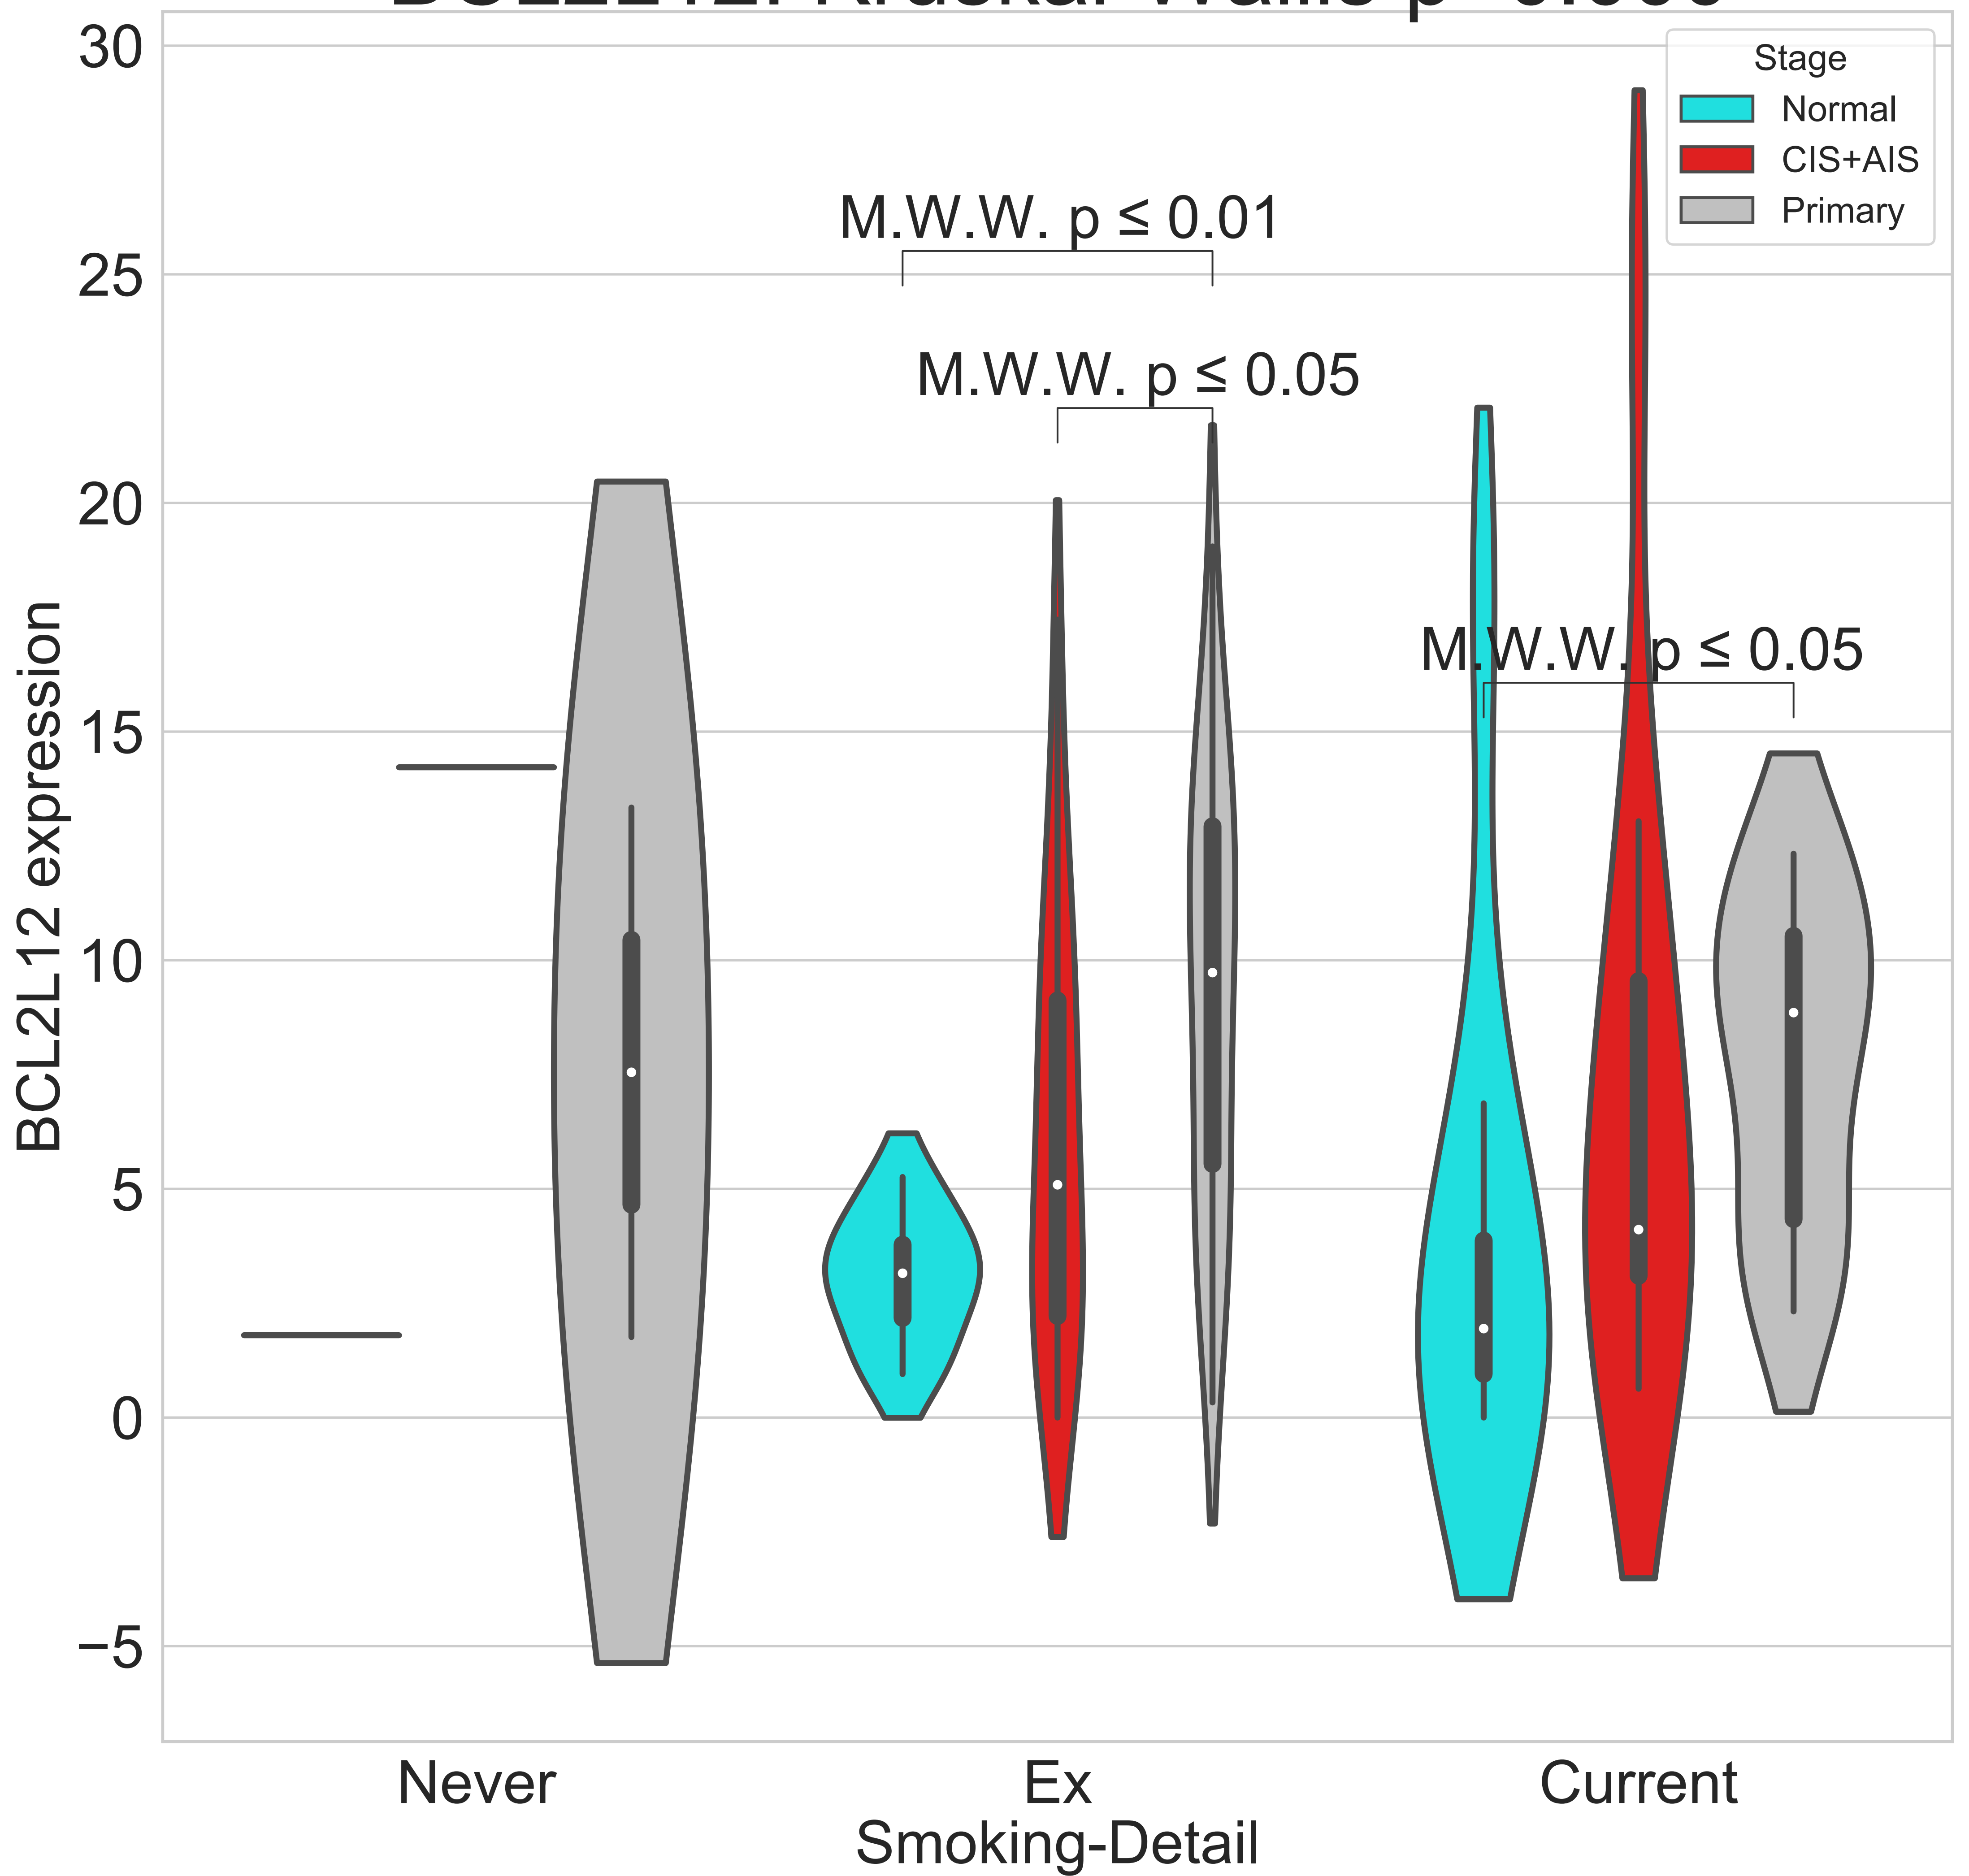 30
25
20
15
10
5
0
−5
BCL2L12 expression
Stage
Normal
CIS+AIS
Primary
M.W.W. p ≤ 0.01
M.W.W. p ≤ 0.05
M.W.W. p ≤ 0.05
Never
Ex
Current
Smoking-Detail